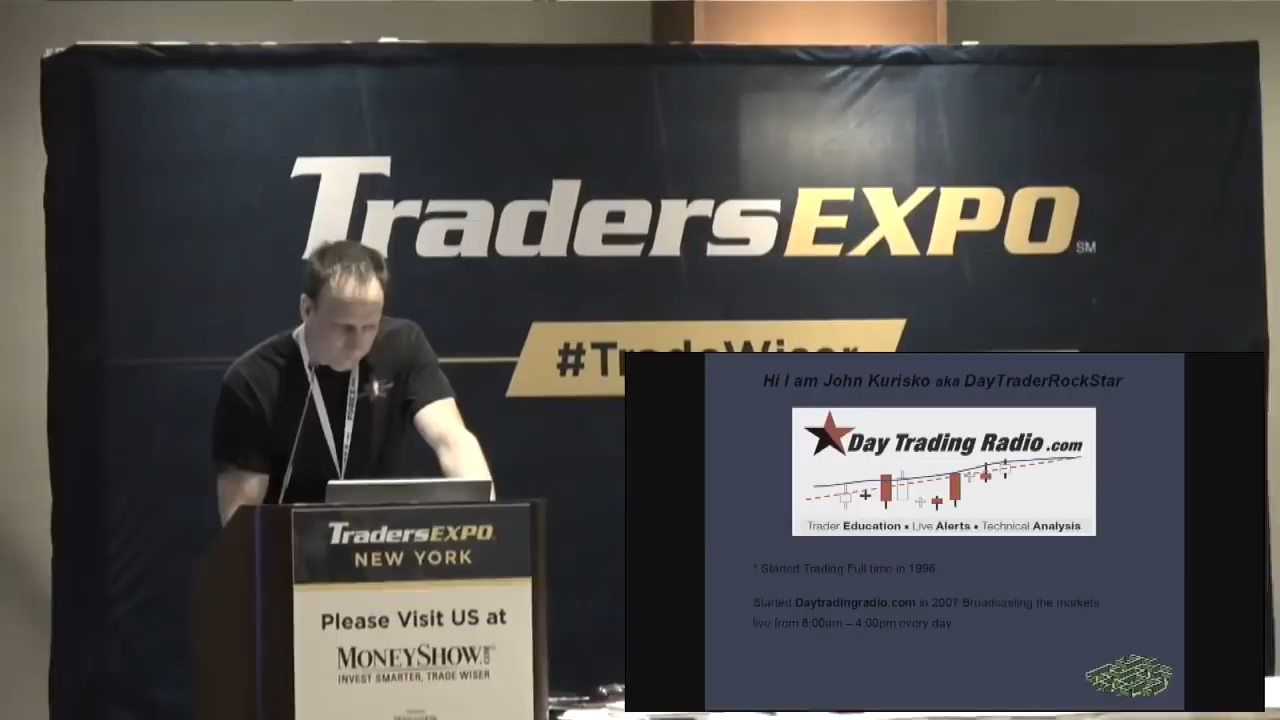 TradersEXPO SM
#TradeWiser
Hi I am John Kurisko aka DayTraderRockStar
Day Trading Radio.com
Trader Education ▪ Live Alerts ▪ Technical Analysis
* Started Trading Full time in 1996
Started Daytradingradio.com in 2007 Broadcasting the markets
live from 8:00am – 4:00pm every day.
TradersEXPO
NEW YORK
Please Visit US at
MONEYSHOW.COM
INVEST SMARTER, TRADE WISER